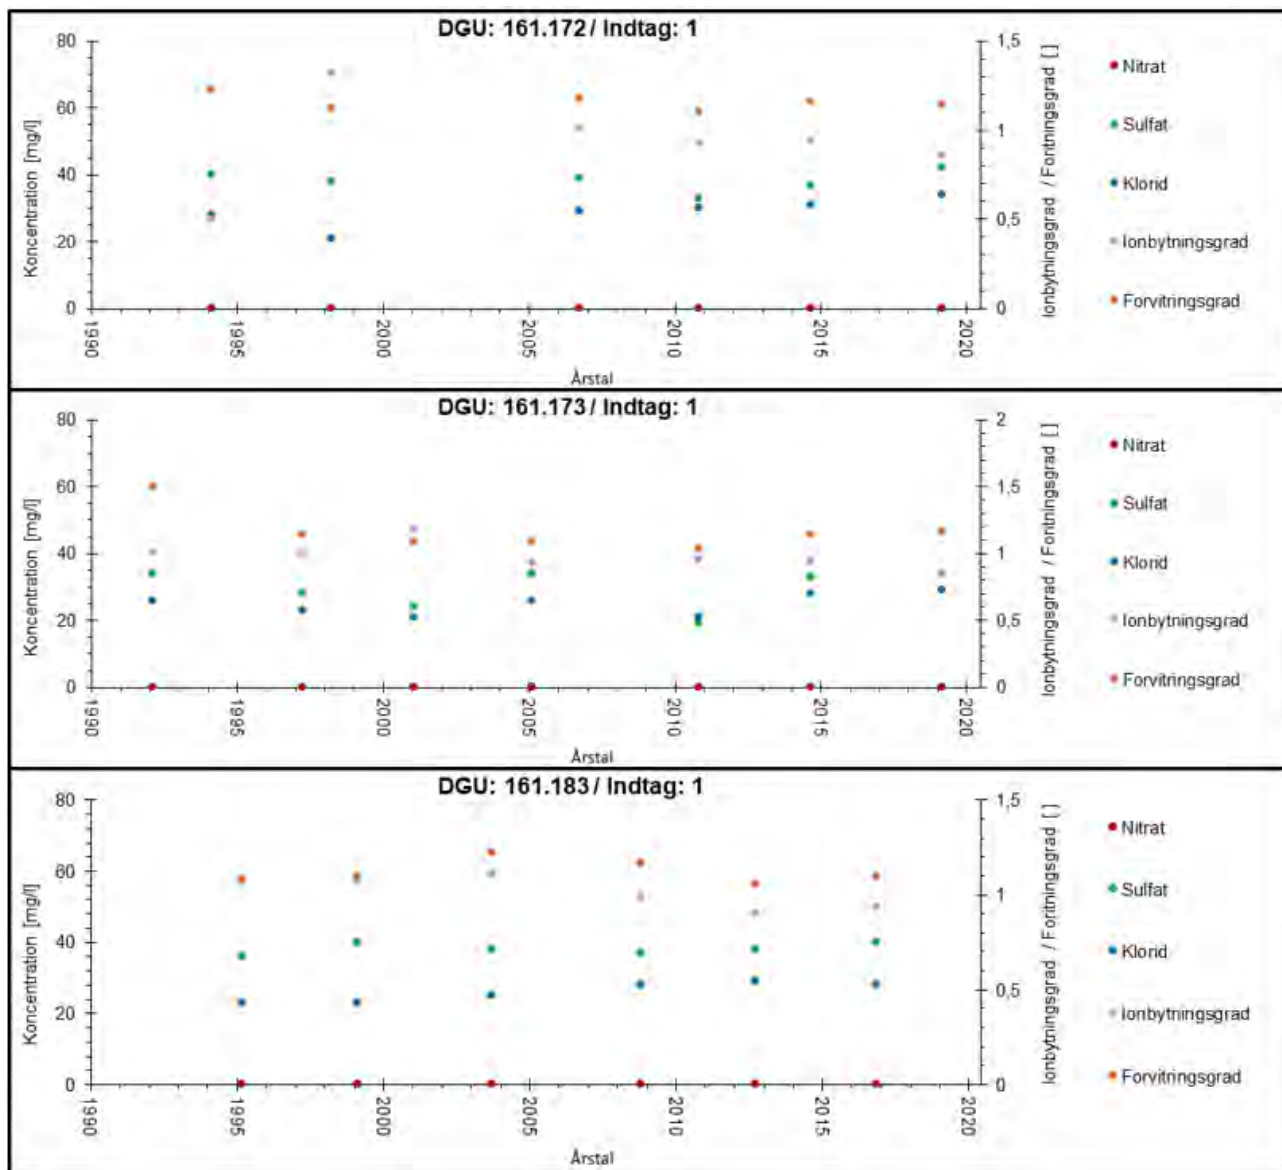 DGU: 161.172 / Indtag: 1
Koncentration [mg/l]
80
60
40
20
0
1990
1995
2000
2005
2010
2015
2020
Årstal
1,5
1
0,5
0
Ionbytningsgrad / Forvitringsgrad [ ]
Nitrat
Sulfat
Klorid
Ionbytningsgrad
Forvitringsgrad
DGU: 161.173 / Indtag: 1
Koncentration [mg/l]
80
60
40
20
0
1990
1995
2000
2005
2010
2015
2020
Årstal
2
1,5
1
0,5
0
Ionbytningsgrad / Forvitringsgrad [ ]
Nitrat
Sulfat
Klorid
Ionbytningsgrad
Forvitringsgrad
DGU: 161.183 / Indtag: 1
Koncentration [mg/l]
80
60
40
20
0
1990
1995
2000
2005
2010
2015
2020
Årstal
1,5
1
0,5
0
Ionbytningsgrad / Forvitringsgrad [ ]
Nitrat
Sulfat
Klorid
Ionbytningsgrad
Forvitringsgrad